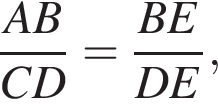 AB/CD = BE/DE,